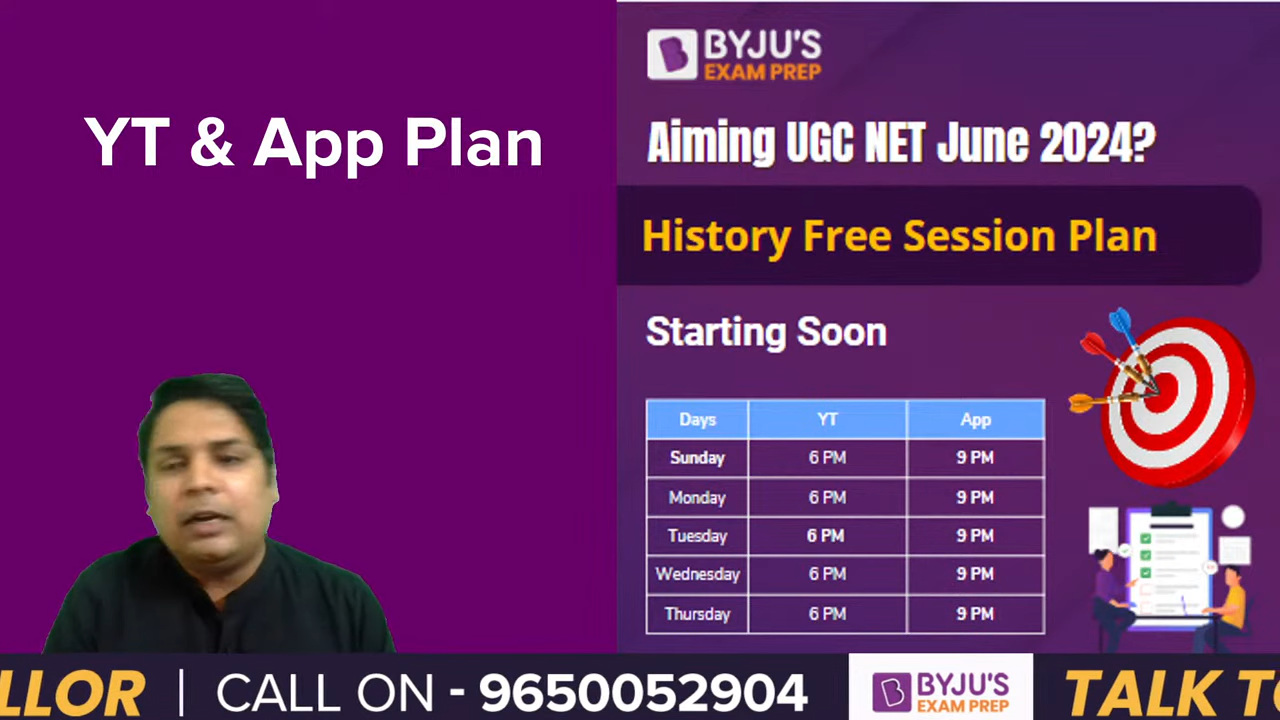 YT & App Plan
BYJU'S
EXAM PREP
Aiming UGC NET June 2024?
History Free Session Plan
Starting Soon
Days YT App
Sunday 6 PM 9 PM
Monday 6 PM 9 PM
Tuesday 6 PM 9 PM
Wednesday 6 PM 9 PM
Thursday 6 PM 9 PM
LLOR | CALL ON - 9650052904
BYJU'S
EXAM PREP
TALK TO